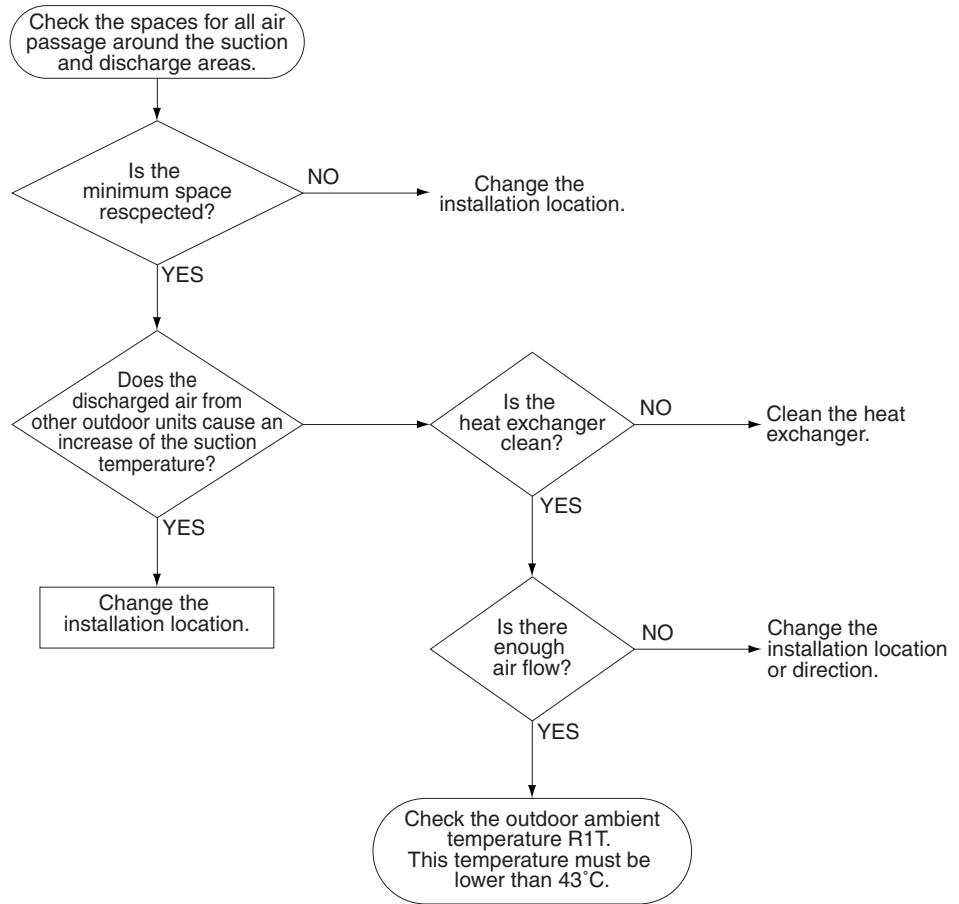 Check the spaces for all air
passage around the suction
and discharge areas.
Is the
minimum space
rescpected?
NO
Change the
installation location.
YES
Does the
discharged air from
other outdoor units cause an
increase of the suction
temperature?
Is the
heat exchanger
clean?
NO
Clean the heat
exchanger.
YES
YES
Change the
installation location.
Is there
enough
air flow?
NO
Change the
installation location
or direction.
YES
Check the outdoor ambient
temperature R1T.
This temperature must be
lower than 43˚C.